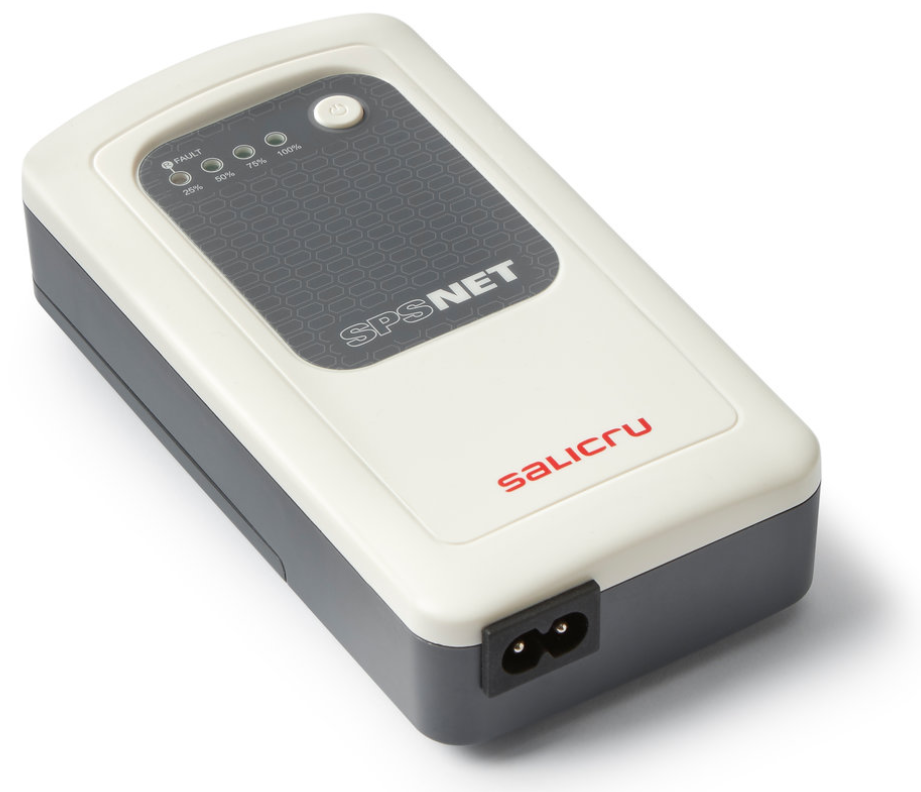 FAULT
25% 50% 75% 100%
SPSNET
salicru